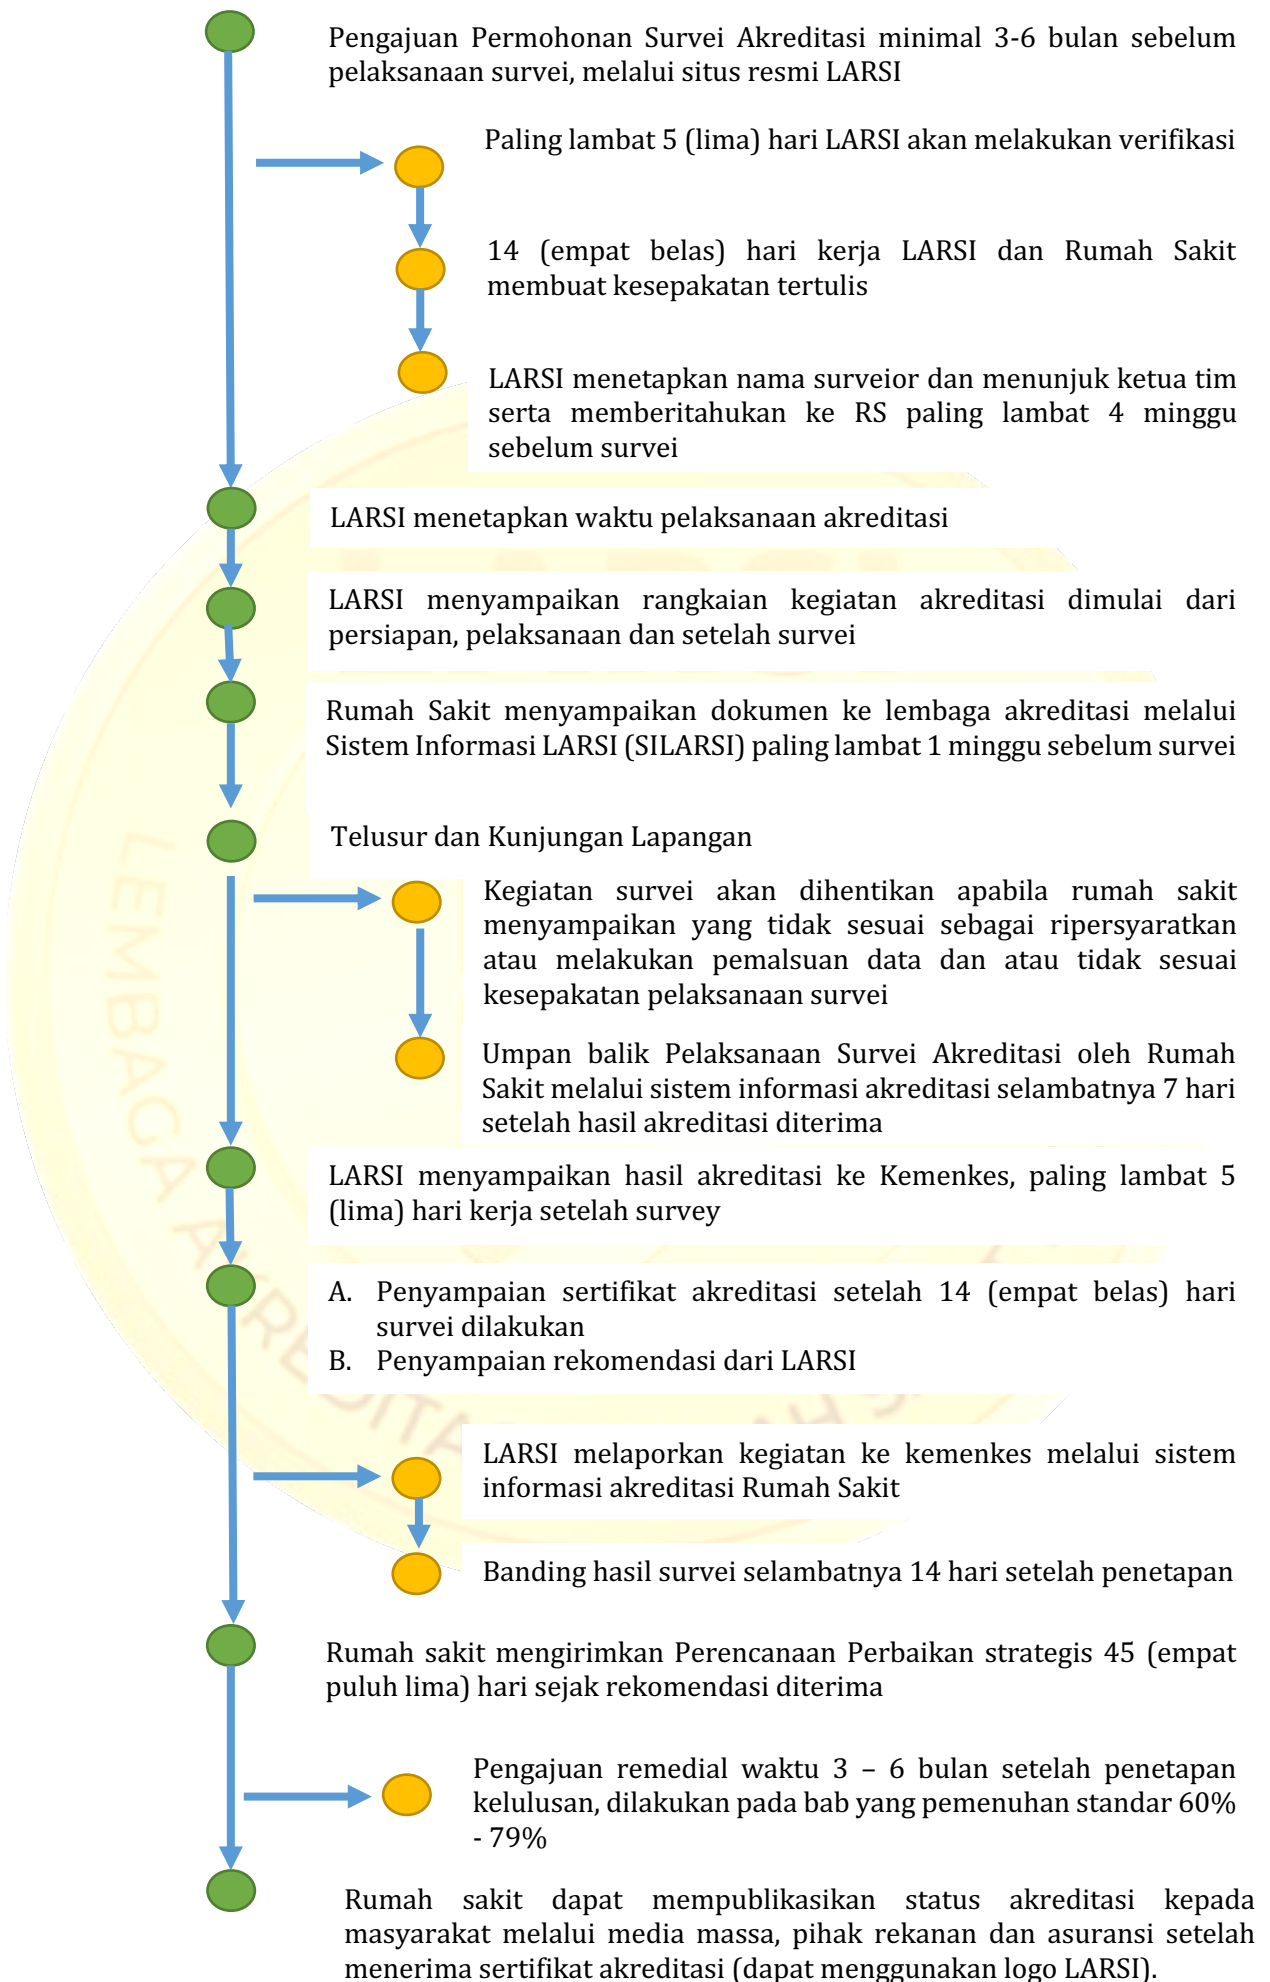 Pengajuan Permohonan Survei Akreditasi minimal 3-6 bulan sebelum
pelaksanaan survei, melalui situs resmi LARSI
Paling lambat 5 (lima) hari LARSI akan melakukan verifikasi
14 (empat belas) hari kerja LARSI dan Rumah Sakit
membuat kesepakatan tertulis
LARSI menetapkan nama surveior dan menunjuk ketua tim
serta memberitahukan ke RS paling lambat 4 minggu
sebelum survei
LARSI menetapkan waktu pelaksanaan akreditasi
LARSI menyampaikan rangkaian kegiatan akreditasi dimulai dari
persiapan, pelaksanaan dan setelah survei
Rumah Sakit menyampaikan dokumen ke lembaga akreditasi melalui
Sistem Informasi LARSI (SILARSI) paling lambat 1 minggu sebelum survei
Telusur dan Kunjungan Lapangan
Kegiatan survei akan dihentikan apabila rumah sakit
menyampaikan yang tidak sesuai sebagai ripersyaratkan
atau melakukan pemalsuan data dan atau tidak sesuai
kesepakatan pelaksanaan survei
Umpan balik Pelaksanaan Survei Akreditasi oleh Rumah
Sakit melalui sistem informasi akreditasi selambatnya 7 hari
setelah hasil akreditasi diterima
LARSI menyampaikan hasil akreditasi ke Kemenkes, paling lambat 5
(lima) hari kerja setelah survey
A. Penyampaian sertifikat akreditasi setelah 14 (empat belas) hari
survei dilakukan
B. Penyampaian rekomendasi dari LARSI
LARSI melaporkan kegiatan ke kemenkes melalui sistem
informasi akreditasi Rumah Sakit
Banding hasil survei selambatnya 14 hari setelah penetapan
Rumah sakit mengirimkan Perencanaan Perbaikan strategis 45 (empat
puluh lima) hari sejak rekomendasi diterima
Pengajuan remedial waktu 3 – 6 bulan setelah penetapan
kelulusan, dilakukan pada bab yang pemenuhan standar 60%
- 79%
Rumah sakit dapat mempublikasikan status akreditasi kepada
masyarakat melalui media massa, pihak rekanan dan asuransi setelah
menerima sertifikat akreditasi (dapat menggunakan logo LARSI).
LEMBAGA